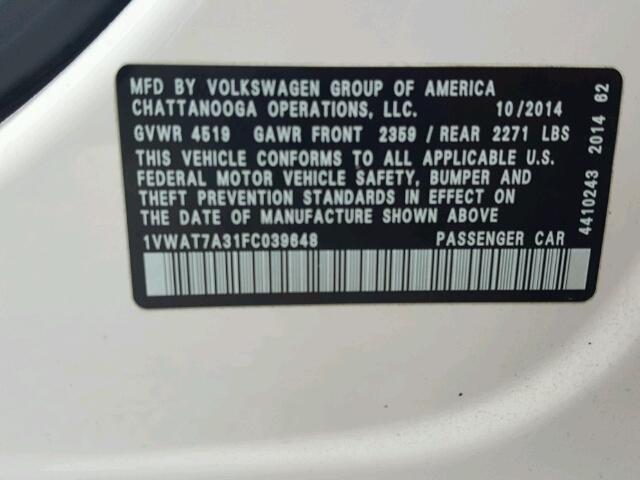 MFD BY VOLKSWAGEN GROUP OF AMERICA
CHATTANOOGA OPERATIONS, LLC. 10/2014
GVWR 4519 GAWR FRONT 2359 / REAR 2271 LBS
THIS VEHICLE CONFORMS TO ALL APPLICABLE U.S.
FEDERAL MOTOR VEHICLE SAFETY, BUMPER AND
THEFT PREVENTION STANDARDS IN EFFECT ON
THE DATE OF MANUFACTURE SHOWN ABOVE
1VWAT7A31FC039648 PASSENGER CAR
4410243 2014 62